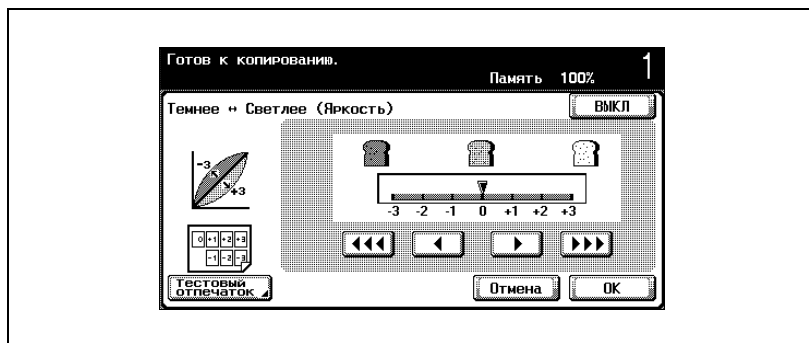 Готов к копированию.
Память 100% 1
Темнее ↔ Светлее (Яркость) ВЫКЛ
-3
+3
-3 -2 -1 0 +1 +2 +3
0 +1 +2 +3
-1 -2 -3
Тестовый
отпечаток
Отмена OK